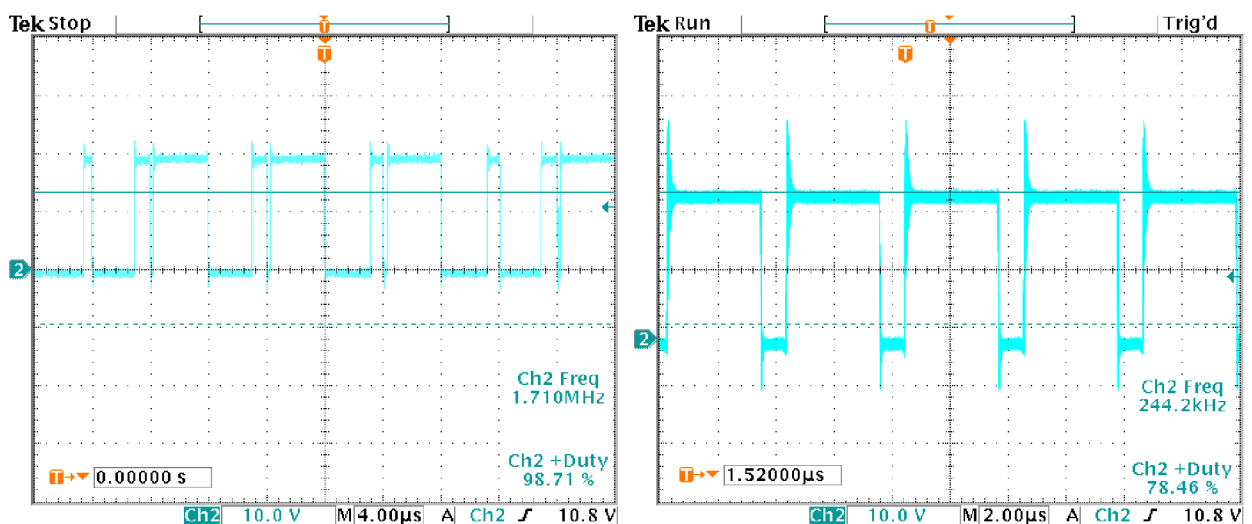 Tek Stop
T
T
2
Ch2 Freq
1.710MHz
Ch2 +Duty
98.71 %
T 0.00000 S
Ch2 10.0 V M 4.00µs A Ch2 10.8 V
Tek Run Trig'd
T
T
2
Ch2 Freq
244.2kHz
Ch2 +Duty
78.46 %
T 1.52000µs
Ch2 10.0 V M 2.00µs A Ch2 10.8 V